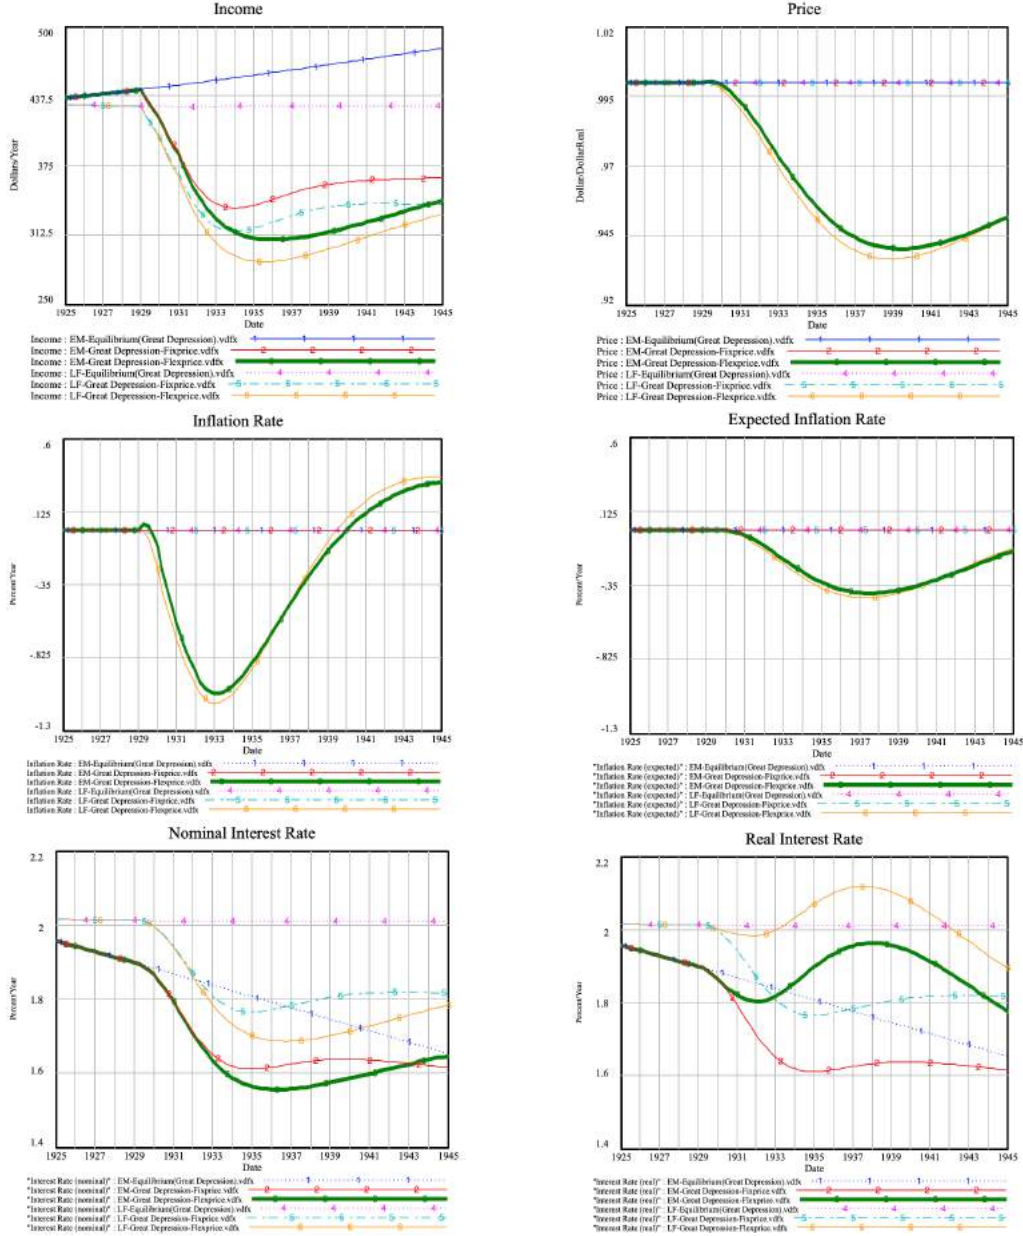 Income
500
437.5
375
312.5
250
Dollars/Year
1925 1927 1929 1931 1933 1935 1937 1939 1941 1943 1945
Date
Income : EM-Equilibrium(Great Depression).vdfx
Income : EM-Great Depression-Fixprice.vdfx
Income : EM-Great Depression-Flexprice.vdfx
Income : LF-Equilibrium(Great Depression).vdfx
Income : LF-Great Depression-Fixprice.vdfx
Income : LF-Great Depression-Flexprice.vdfx
Price
1.02
.995
.97
.945
.92
Dollar/DollarReal
1925 1927 1929 1931 1933 1935 1937 1939 1941 1943 1945
Date
Price : EM-Equilibrium(Great Depression).vdfx
Price : EM-Great Depression-Fixprice.vdfx
Price : EM-Great Depression-Flexprice.vdfx
Price : LF-Equilibrium(Great Depression).vdfx
Price : LF-Great Depression-Fixprice.vdfx
Price : LF-Great Depression-Flexprice.vdfx
Inflation Rate
.6
.125
-.35
-.825
-1.3
Percent/Year
1925 1927 1929 1931 1933 1935 1937 1939 1941 1943 1945
Date
Inflation Rate : EM-Equilibrium(Great Depression).vdfx
Inflation Rate : EM-Great Depression-Fixprice.vdfx
Inflation Rate : EM-Great Depression-Flexprice.vdfx
Inflation Rate : LF-Equilibrium(Great Depression).vdfx
Inflation Rate : LF-Great Depression-Fixprice.vdfx
Inflation Rate : LF-Great Depression-Flexprice.vdfx
Expected Inflation Rate
.6
.125
-.35
-.825
-1.3
Percent/Year
1925 1927 1929 1931 1933 1935 1937 1939 1941 1943 1945
Date
"Inflation Rate (expected)" : EM-Equilibrium(Great Depression).vdfx
"Inflation Rate (expected)" : EM-Great Depression-Fixprice.vdfx
"Inflation Rate (expected)" : EM-Great Depression-Flexprice.vdfx
"Inflation Rate (expected)" : LF-Equilibrium(Great Depression).vdfx
"Inflation Rate (expected)" : LF-Great Depression-Fixprice.vdfx
"Inflation Rate (expected)" : LF-Great Depression-Flexprice.vdfx
Nominal Interest Rate
2.2
2
1.8
1.6
1.4
Percent/Year
1925 1927 1929 1931 1933 1935 1937 1939 1941 1943 1945
Date
"Interest Rate (nominal)" : EM-Equilibrium(Great Depression).vdfx
"Interest Rate (nominal)" : EM-Great Depression-Fixprice.vdfx
"Interest Rate (nominal)" : EM-Great Depression-Flexprice.vdfx
"Interest Rate (nominal)" : LF-Equilibrium(Great Depression).vdfx
"Interest Rate (nominal)" : LF-Great Depression-Fixprice.vdfx
"Interest Rate (nominal)" : LF-Great Depression-Flexprice.vdfx
Real Interest Rate
2.2
2
1.8
1.6
1.4
Percent/Year
1925 1927 1929 1931 1933 1935 1937 1939 1941 1943 1945
Date
"Interest Rate (real)" : EM-Equilibrium(Great Depression).vdfx
"Interest Rate (real)" : EM-Great Depression-Fixprice.vdfx
"Interest Rate (real)" : EM-Great Depression-Flexprice.vdfx
"Interest Rate (real)" : LF-Equilibrium(Great Depression).vdfx
"Interest Rate (real)" : LF-Great Depression-Fixprice.vdfx
"Interest Rate (real)" : LF-Great Depression-Flexprice.vdfx